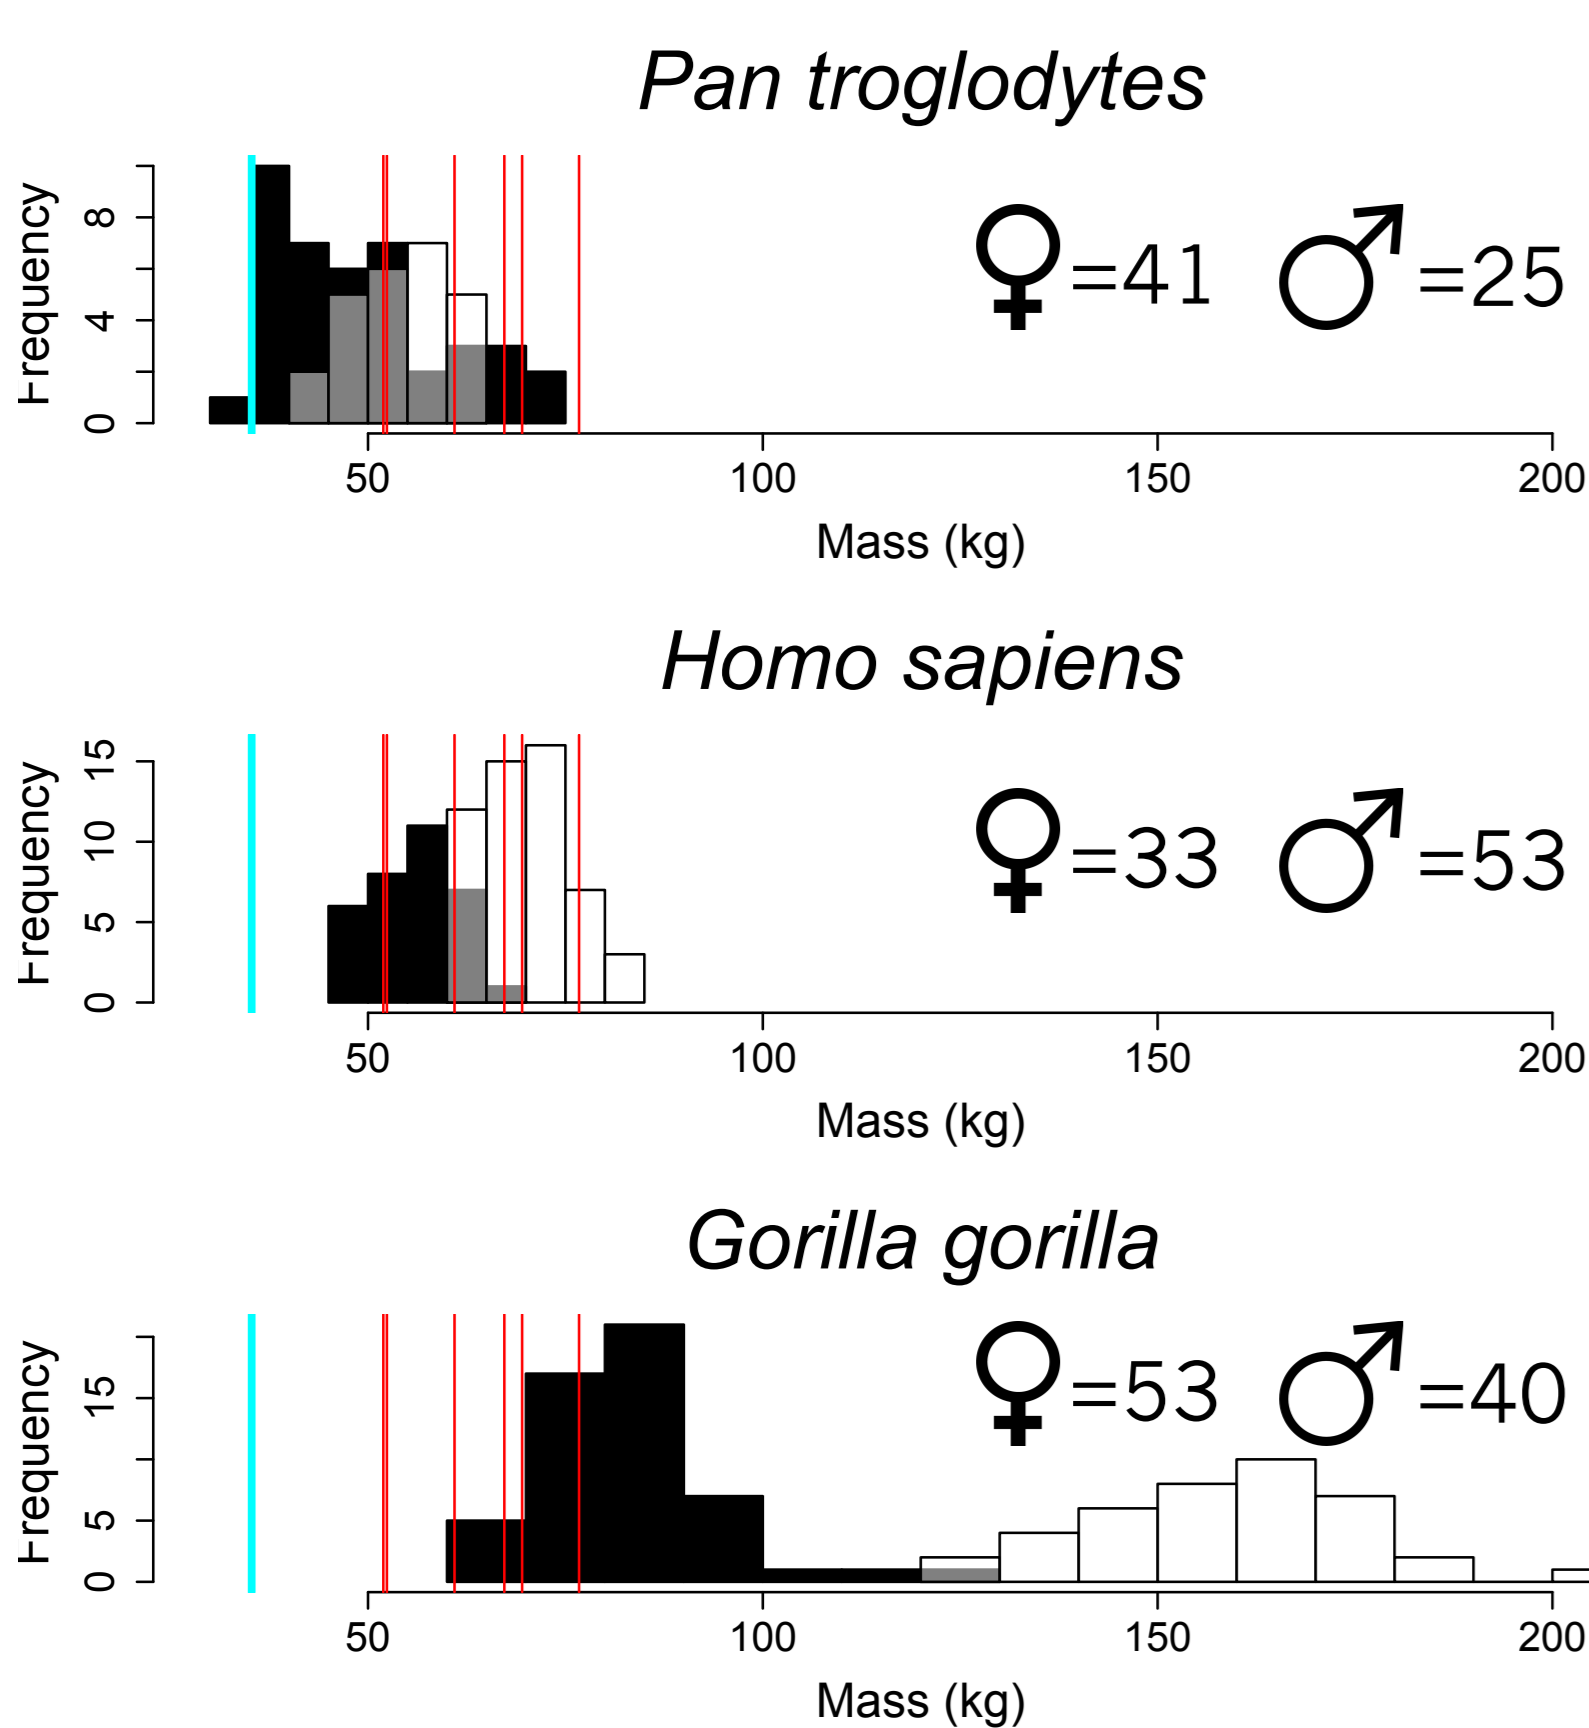 Pan troglodytes
Frequency
0 4 8
♀=41 ♂=25
50 100 150 200
Mass (kg)
Homo sapiens
Frequency
0 5 10 15
♀=33 ♂=53
50 100 150 200
Mass (kg)
Gorilla gorilla
Frequency
0 5 15
♀=53 ♂=40
50 100 150 200
Mass (kg)